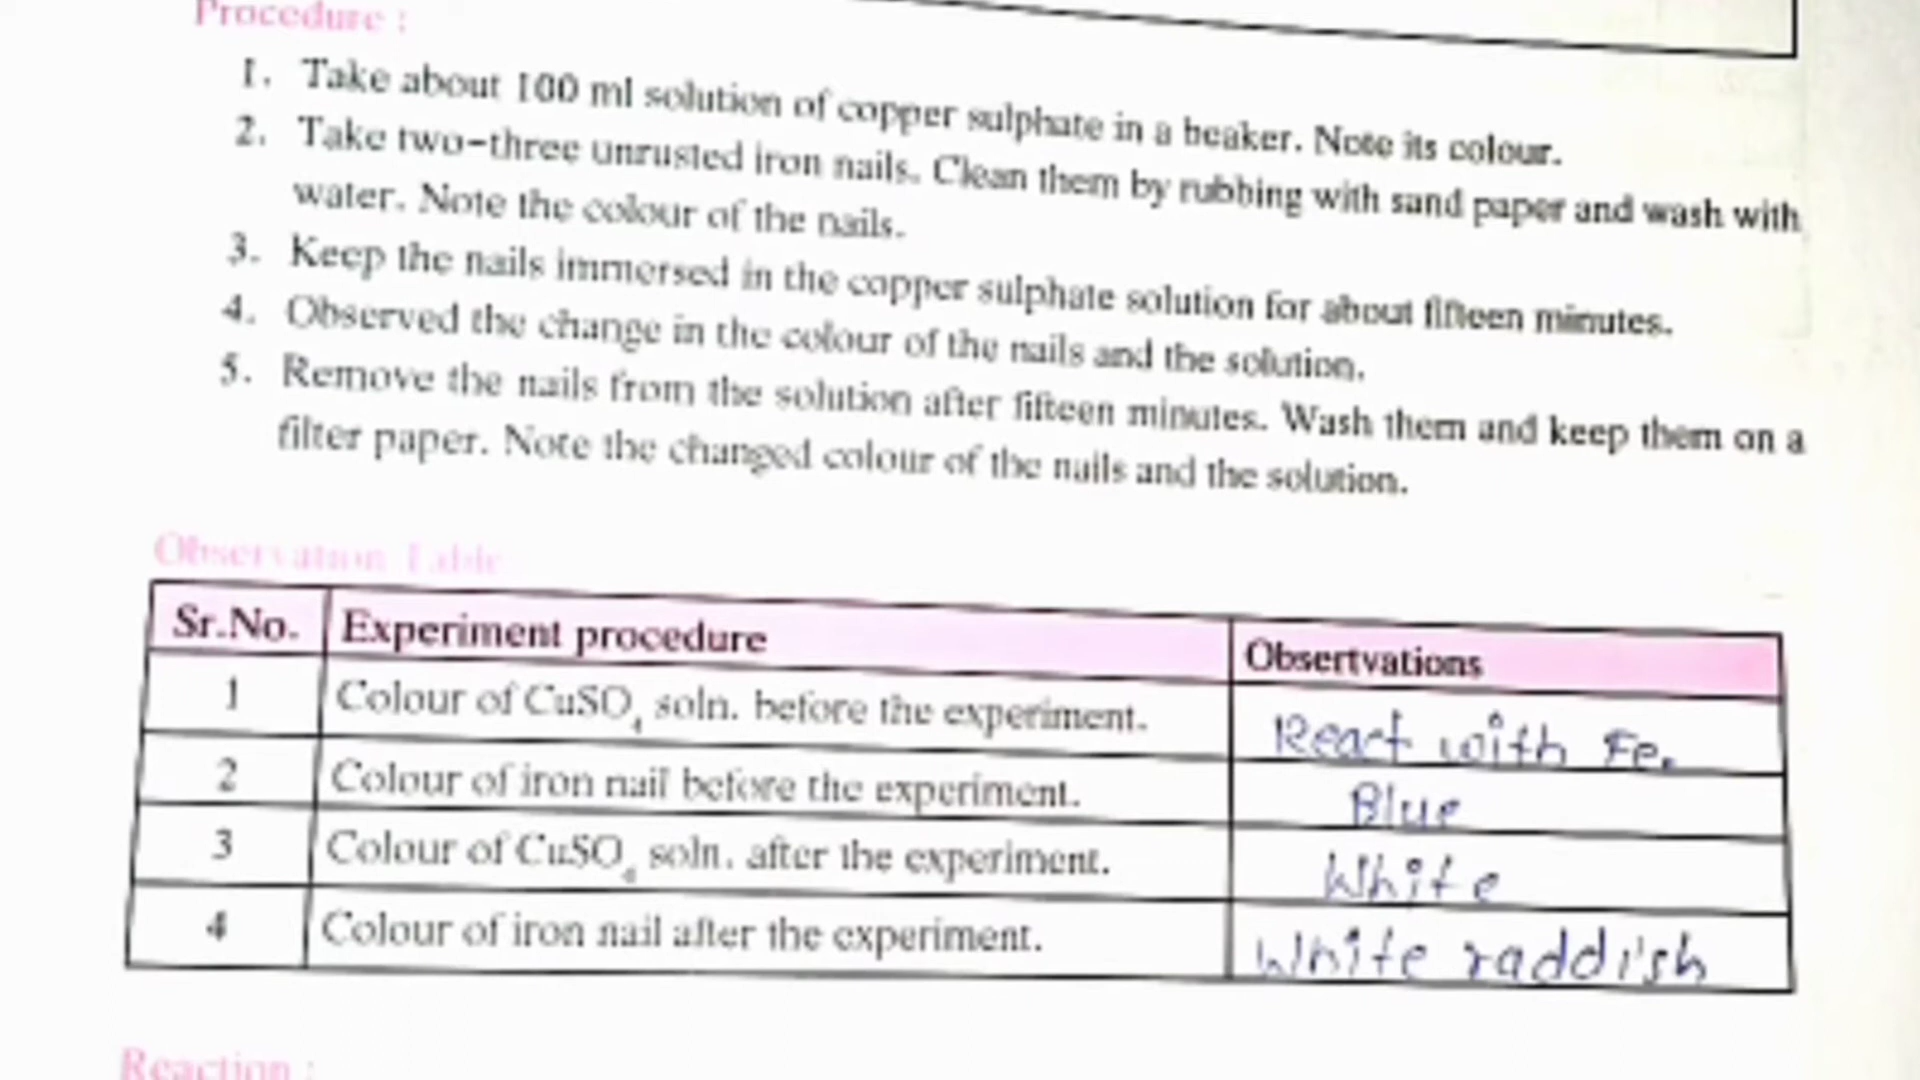 Procedure :
1. Take about 100 ml solution of copper sulphate in a beaker. Note its colour.
2. Take two-three unrusted iron nails. Clean them by rubbing with sand paper and wash with
water. Note the colour of the nails.
3. Keep the nails immersed in the copper sulphate solution for about fifteen minutes.
4. Observed the change in the colour of the nails and the solution.
5. Remove the nails from the solution after fifteen minutes. Wash them and keep them on a
filter paper. Note the changed colour of the nails and the solution.
Observation Table
Sr.No. Experiment procedure Obsertvations
1 Colour of CuSO₄ soln. before the experiment. React with Fe.
2 Colour of iron nail before the experiment. Blue
3 Colour of CuSO₄ soln. after the experiment. White
4 Colour of iron nail after the experiment. White raddish
Reaction :